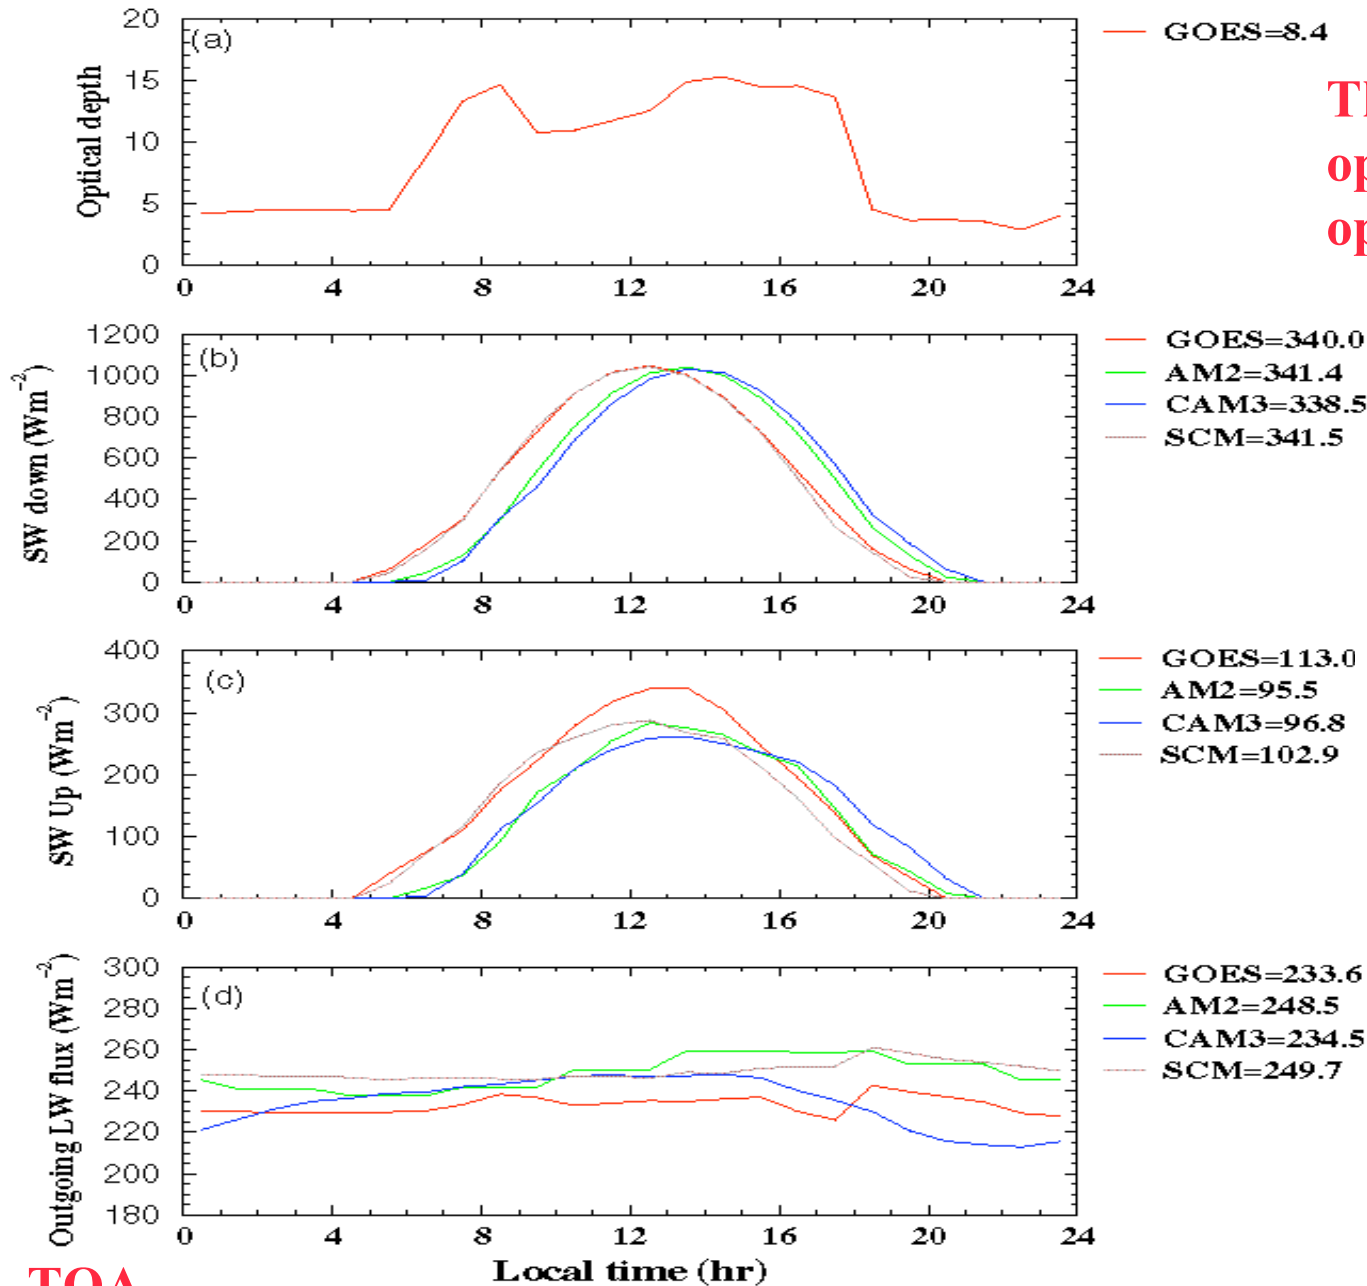 20
15
10
5
0
(a)
Optical depth
GOES=8.4
0 4 8 12 16 20 24
1200
1000
800
600
400
200
0
(b)
SW down (Wm⁻²)
GOES=340.0
AM2=341.4
CAM3=338.5
SCM=341.5
0 4 8 12 16 20 24
400
300
200
100
0
(c)
SW Up (Wm⁻²)
GOES=113.0
AM2=95.5
CAM3=96.8
SCM=102.9
0 4 8 12 16 20 24
300
280
260
240
220
200
180
(d)
Outgoing LW flux (Wm⁻²)
GOES=233.6
AM2=248.5
CAM3=234.5
SCM=249.7
0 4 8 12 16 20 24
Local time (hr)
TOA